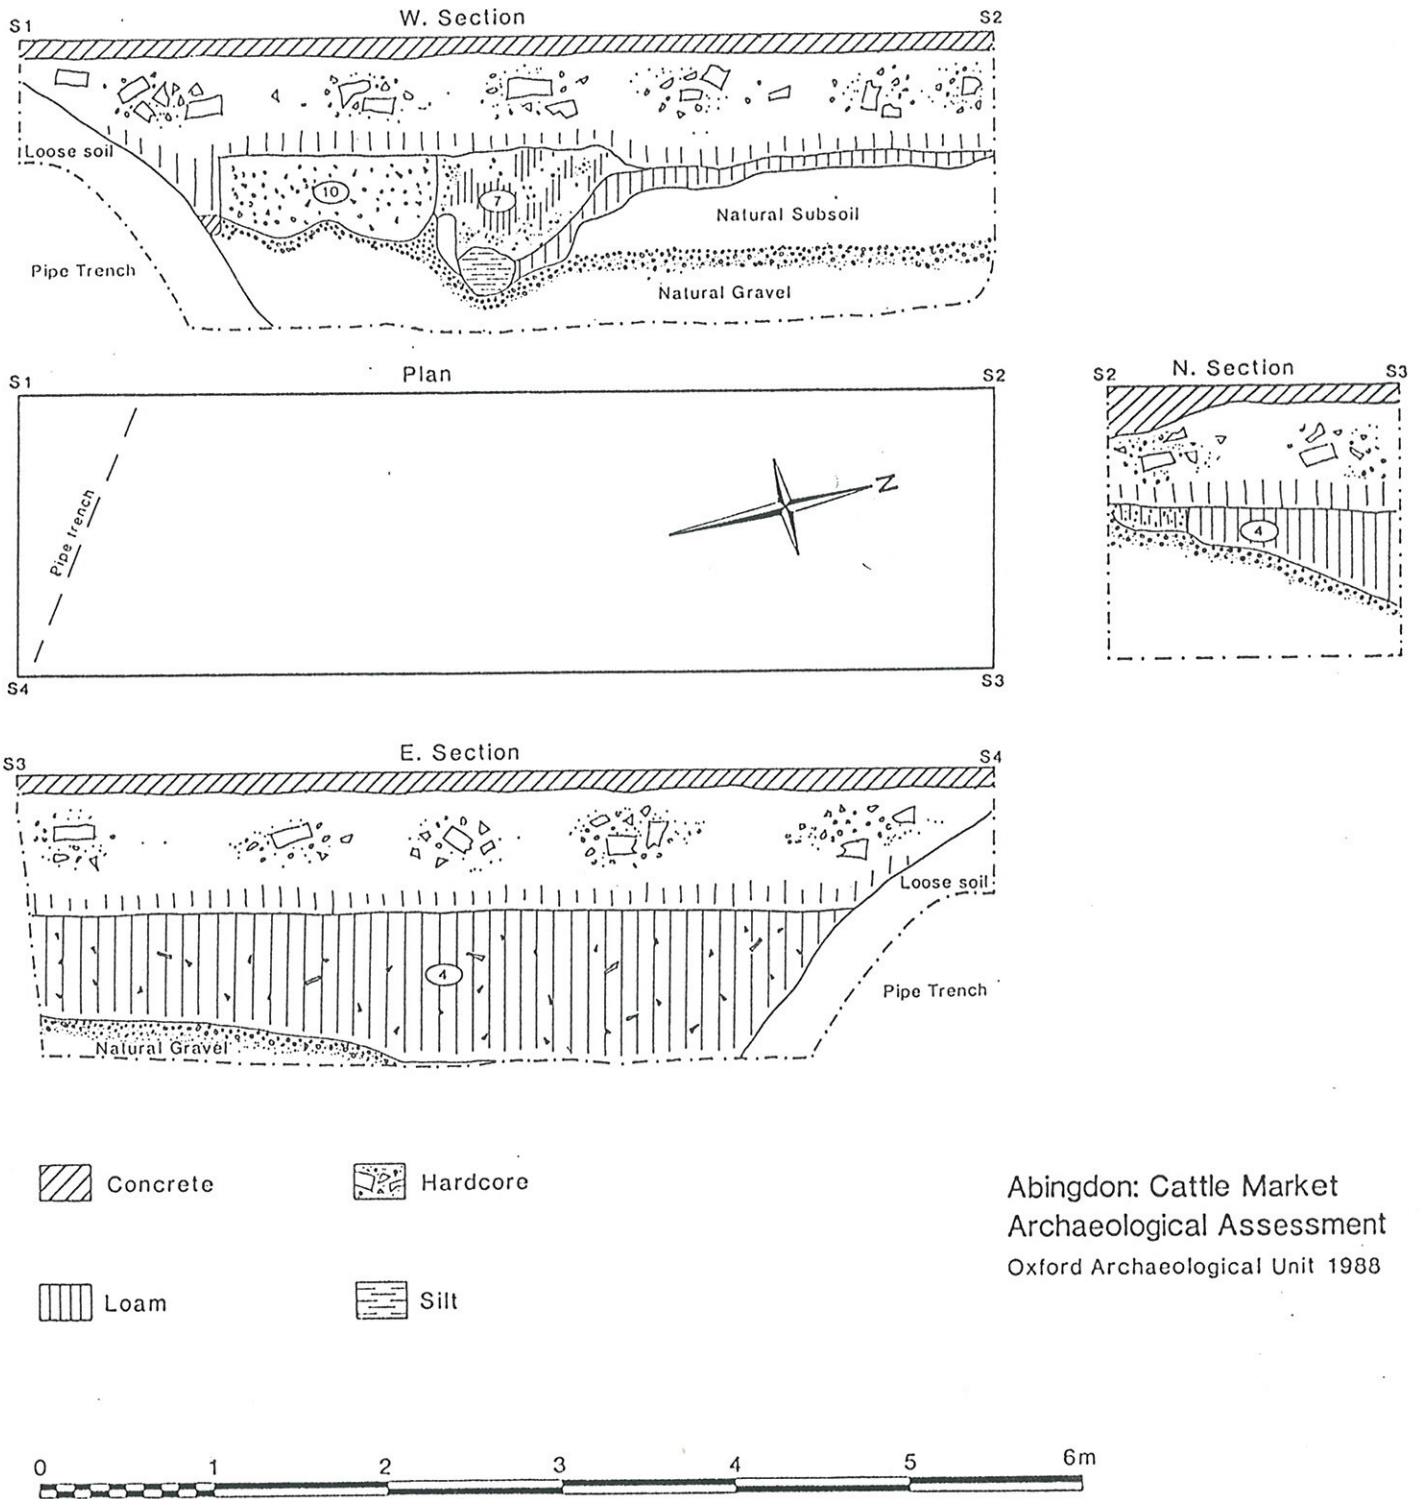 S1 W. Section S2
Loose soil
10
7
Natural Subsoil
Pipe Trench
Natural Gravel
S1 Plan S2
Pipe trench
N
S4 S3
S2 N. Section S3
4
S3 E. Section S4
Loose soil
4
Pipe Trench
Natural Gravel
Concrete
Hardcore
Loam
Silt
Abingdon: Cattle Market
Archaeological Assessment
Oxford Archaeological Unit 1988
0 1 2 3 4 5 6m